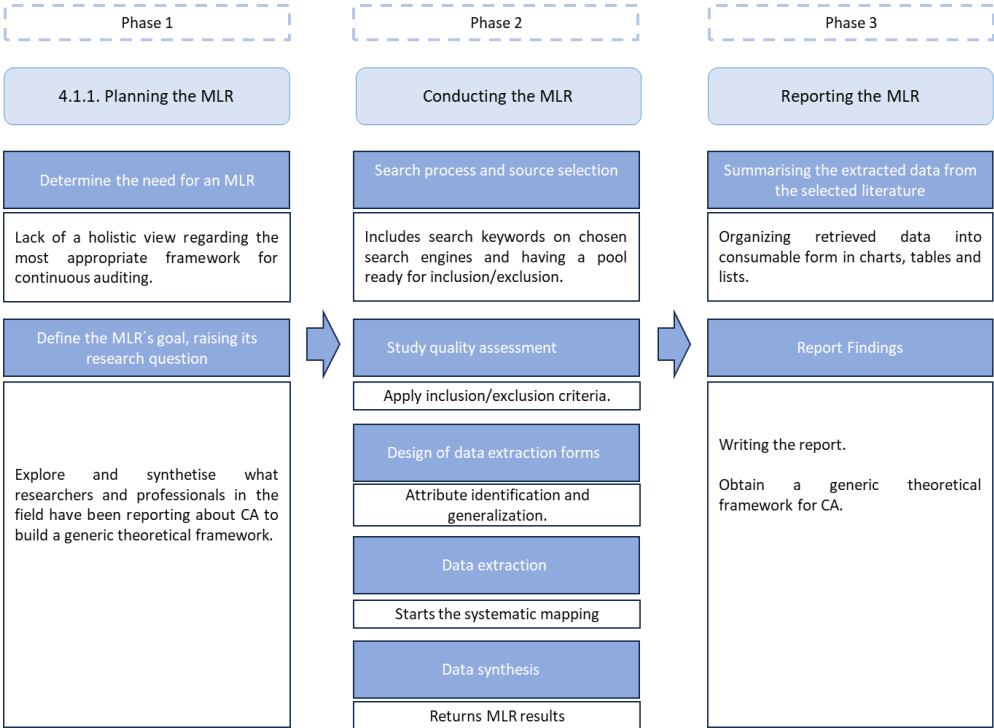 Phase 1
4.1.1. Planning the MLR
Determine the need for an MLR
Lack of a holistic view regarding the
most appropriate framework for
continuous auditing.
Define the MLR´s goal, raising its
research question
Explore and synthetise what
researchers and professionals in the
field have been reporting about CA to
build a generic theoretical framework.
Phase 2
Conducting the MLR
Search process and source selection
Includes search keywords on chosen
search engines and having a pool
ready for inclusion/exclusion.
Study quality assessment
Apply inclusion/exclusion criteria.
Design of data extraction forms
Attribute identification and
generalization.
Data extraction
Starts the systematic mapping
Data synthesis
Returns MLR results
Phase 3
Reporting the MLR
Summarising the extracted data from
the selected literature
Organizing retrieved data into
consumable form in charts, tables and
lists.
Report Findings
Writing the report.
Obtain a generic theoretical
framework for CA.